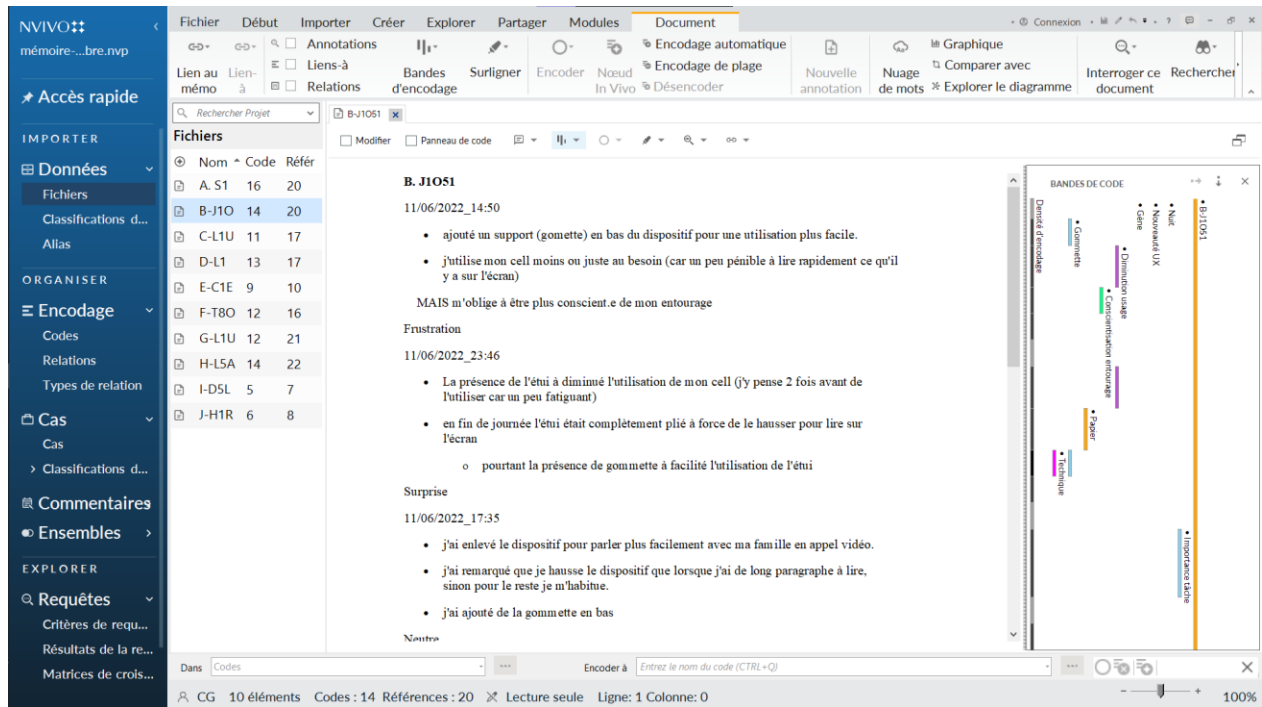 NVIVO
mémoire-...bre.nvp
Accès rapide
IMPORTER
Données
Fichiers
Classifications d...
Alias
ORGANISER
Encodage
Codes
Relations
Types de relation
Cas
Cas
Classifications d...
Commentaires
Ensembles
EXPLORER
Requêtes
Critères de requ...
Résultats de la re...
Matrices de crois...
Fichier Début Importer Créer Explorer Partager Modules Document
Connexion
Lien au mémo
Lien-à
Annotations
Liens-à
Relations
Bandes d'encodage
Surligner
Encoder
Nœud In Vivo
Encodage automatique
Encodage de plage
Désencoder
Nouvelle annotation
Nuage de mots
Graphique
Comparer avec
Explorer le diagramme
Interroger ce document
Rechercher
Rechercher Projet
Fichiers
Nom Code Référ
A. S1 16 20
B-J1O 14 20
C-L1U 11 17
D-L1 13 17
E-C1E 9 10
F-T8O 12 16
G-L1U 12 21
H-L5A 14 22
I-D5L 5 7
J-H1R 6 8
B-J1O51
Modifier Panneau de code
B. J1O51
11/06/2022_14:50
• ajouté un support (gomette) en bas du dispositif pour une utilisation plus facile.
• j'utilise mon cell moins ou juste au besoin (car un peu pénible à lire rapidement ce qu'il
y a sur l'écran)
MAIS m'oblige à être plus conscient.e de mon entourage
Frustration
11/06/2022_23:46
• La présence de l'étui à diminué l'utilisation de mon cell (j'y pense 2 fois avant de
l'utiliser car un peu fatiguant)
• en fin de journée l'étui était complètement plié à force de le hausser pour lire sur
l'écran
o pourtant la présence de gommette à facilité l'utilisation de l'étui
Surprise
11/06/2022_17:35
• j'ai enlevé le dispositif pour parler plus facilement avec ma famille en appel vidéo.
• j'ai remarqué que je hausse le dispositif que lorsque j'ai de long paragraphe à lire,
sinon pour le reste je m'habitue.
• j'ai ajouté de la gommette en bas
Neutre
BANDES DE CODE
• B-J1O51
• Nuit
• Nouveauté UX
• Gêne
• Diminution usage
• Conscientisation entourage
• Gommette
Densité d'encodage
• Papier
• Technique
• Importance tâche
Dans Codes
Encoder à Entrez le nom du code (CTRL+Q)
CG 10 éléments Codes : 14 Références : 20 Lecture seule Ligne: 1 Colonne: 0
100%